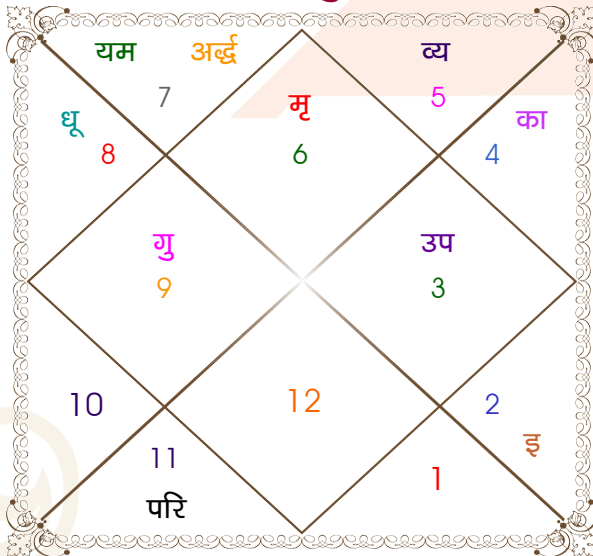 यम अर्द्ध व्य
7 मृ 5
धू का
8 6 4
गु उप
9 3
10 12 2
11 इ
परि 1